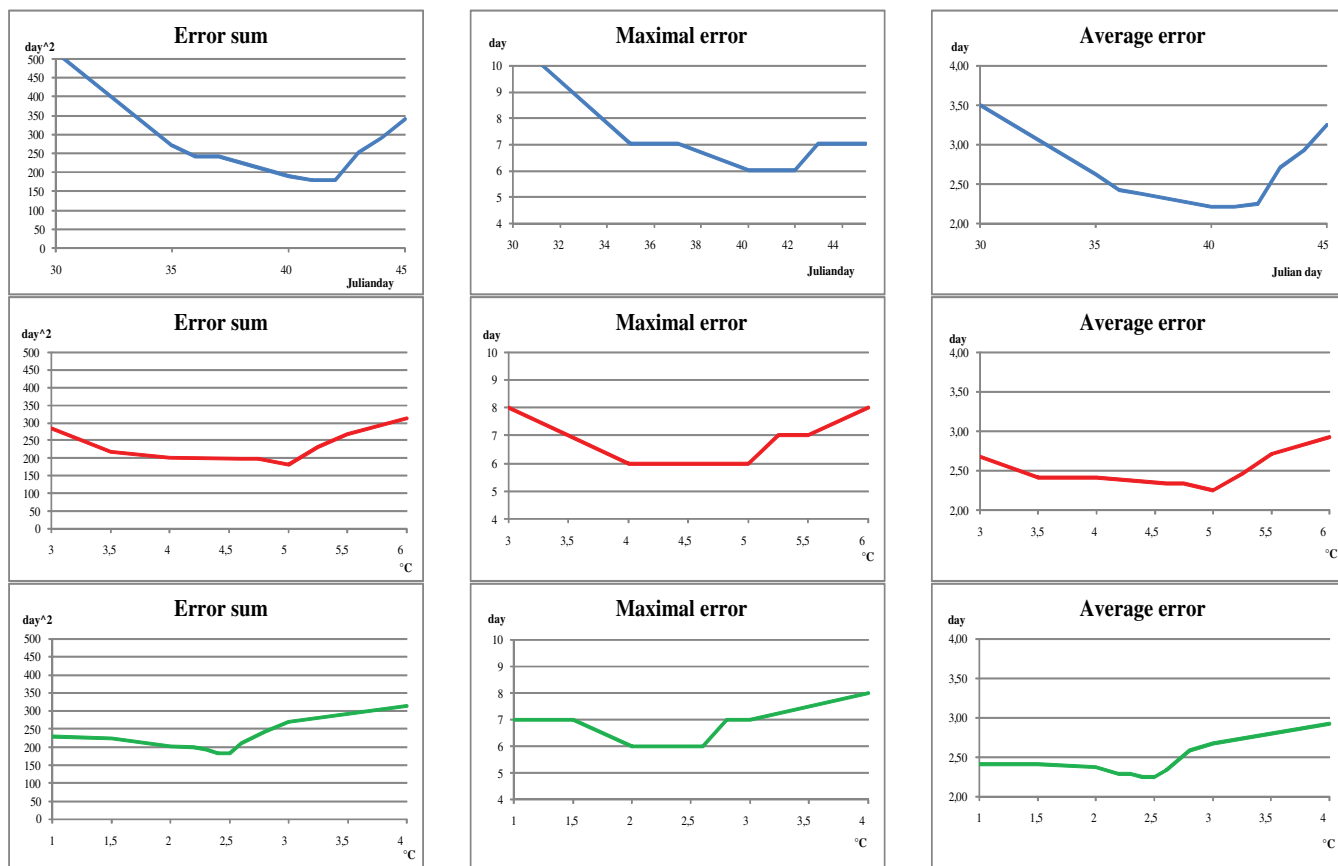 Error sum
day^2
500
450
400
350
300
250
200
150
100
50
0
30 35 40 45
Julianday
Maximal error
day
10
9
8
7
6
5
4
30 32 34 36 38 40 42 44
Julianday
Average error
day
4,00
3,50
3,00
2,50
2,00
30 35 40 45
Julian day
Error sum
day^2
500
450
400
350
300
250
200
150
100
50
0
3 3,5 4 4,5 5 5,5 6
°C
Maximal error
day
10
9
8
7
6
5
4
3 3,5 4 4,5 5 5,5 6
°C
Average error
day
4,00
3,50
3,00
2,50
2,00
3 3,5 4 4,5 5 5,5 6
°C
Error sum
day^2
500
450
400
350
300
250
200
150
100
50
0
1 1,5 2 2,5 3 3,5 4
°C
Maximal error
day
10
9
8
7
6
5
4
1 1,5 2 2,5 3 3,5 4
°C
Average error
day
4,00
3,50
3,00
2,50
2,00
1 1,5 2 2,5 3 3,5 4
°C